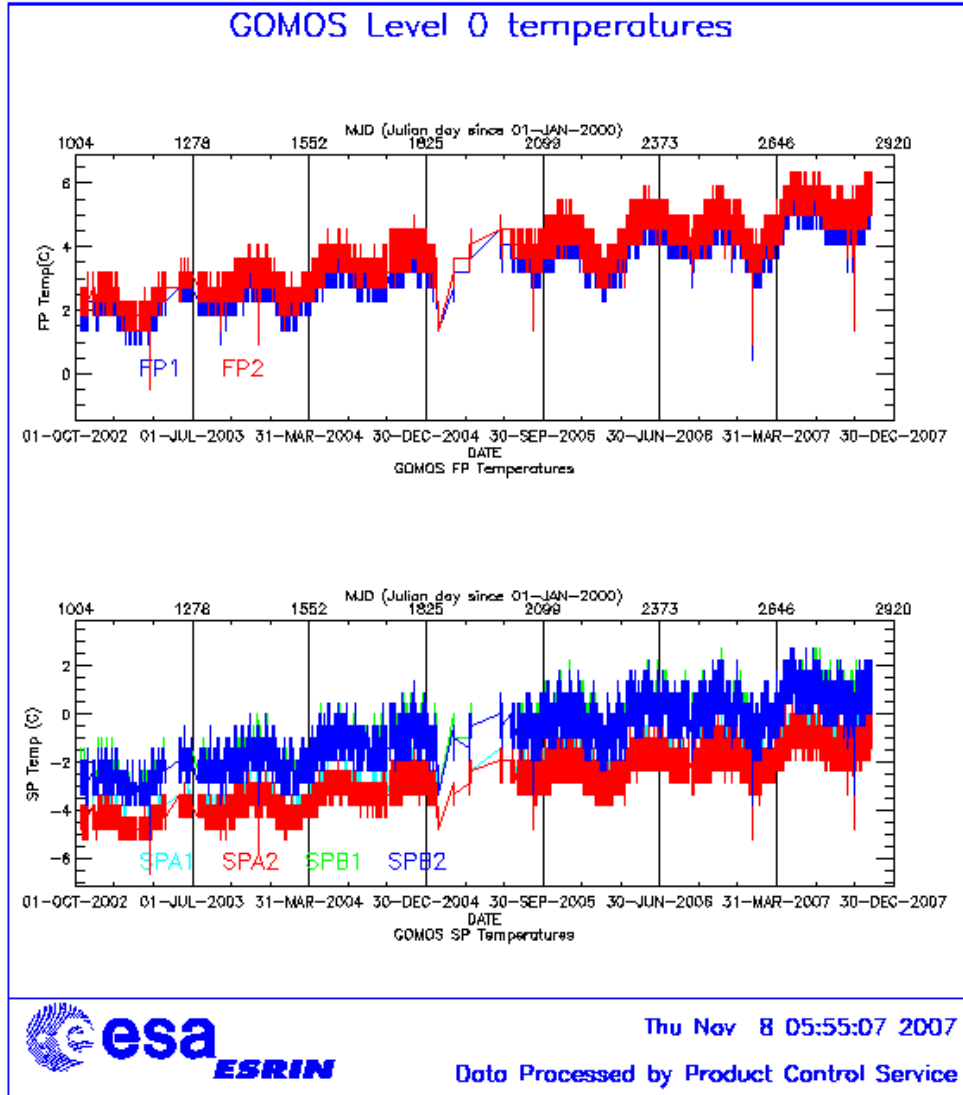 GOMOS Level 0 temperatures
MJD (Julian day since 01-JAN-2000)
1004 1278 1552 1825 2099 2373 2646 2920
6
4
2
0
FP Temp(C)
FP1 FP2
01-OCT-2002 01-JUL-2003 31-MAR-2004 30-DEC-2004 30-SEP-2005 30-JUN-2006 31-MAR-2007 30-DEC-2007
DATE
GOMOS FP Temperatures
MJD (Julian day since 01-JAN-2000)
1004 1278 1552 1825 2099 2373 2646 2920
2
0
-2
-4
-6
SP Temp (C)
SPA1 SPA2 SPB1 SPB2
01-OCT-2002 01-JUL-2003 31-MAR-2004 30-DEC-2004 30-SEP-2005 30-JUN-2006 31-MAR-2007 30-DEC-2007
DATE
GOMOS SP Temperatures
esa
ESRIN
Thu Nov 8 05:55:07 2007
Data Processed by Product Control Service